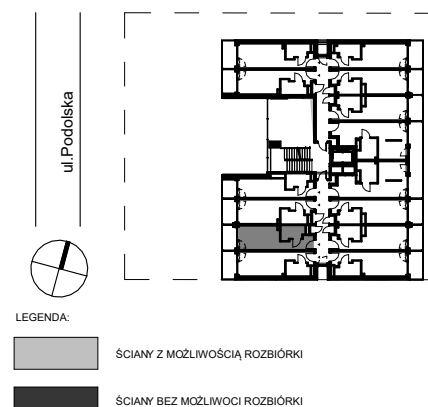 ul.Podolska
LEGENDA:
ŚCIANY Z MOŻLIWOŚCIĄ ROZBIÓRKI
ŚCIANY BEZ MOŻLIWOCI ROZBIÓRKI